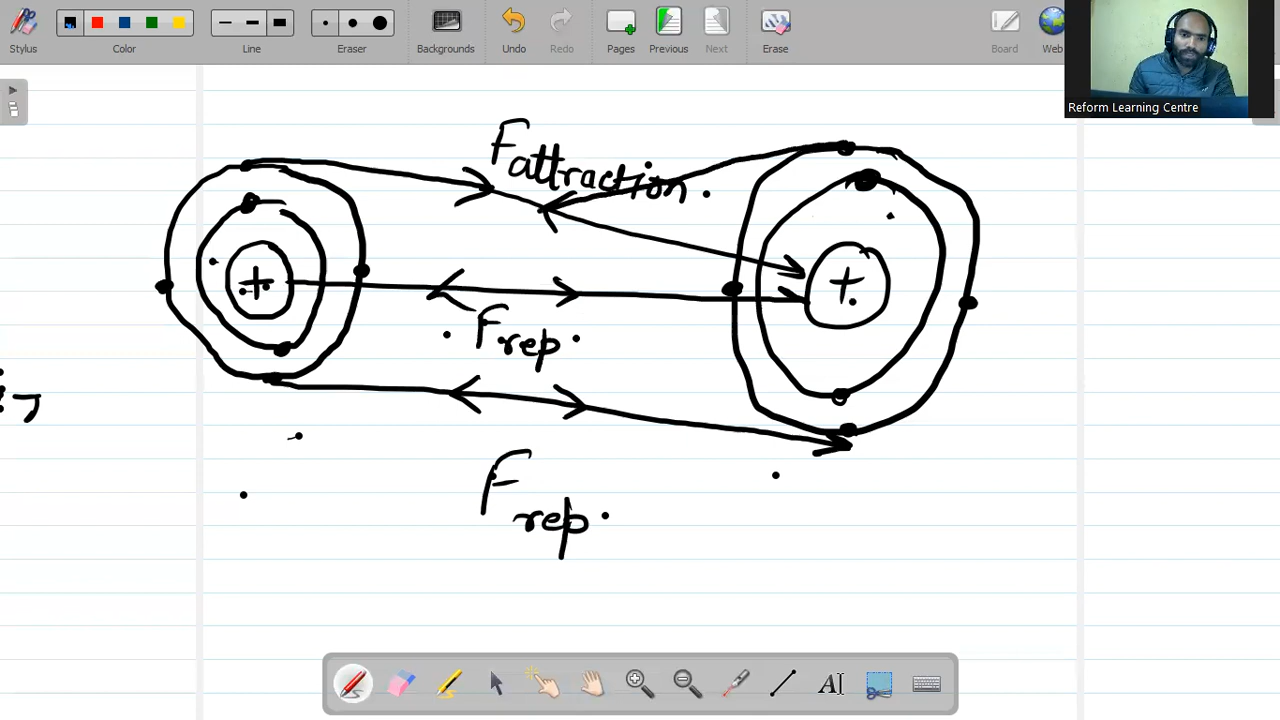 Stylus
Color
Line
Eraser
Backgrounds
Undo
Redo
Pages
Previous
Next
Erase
Board
Web
Reform Learning Centre
Fattraction
+
+
Frep
Frep
AI